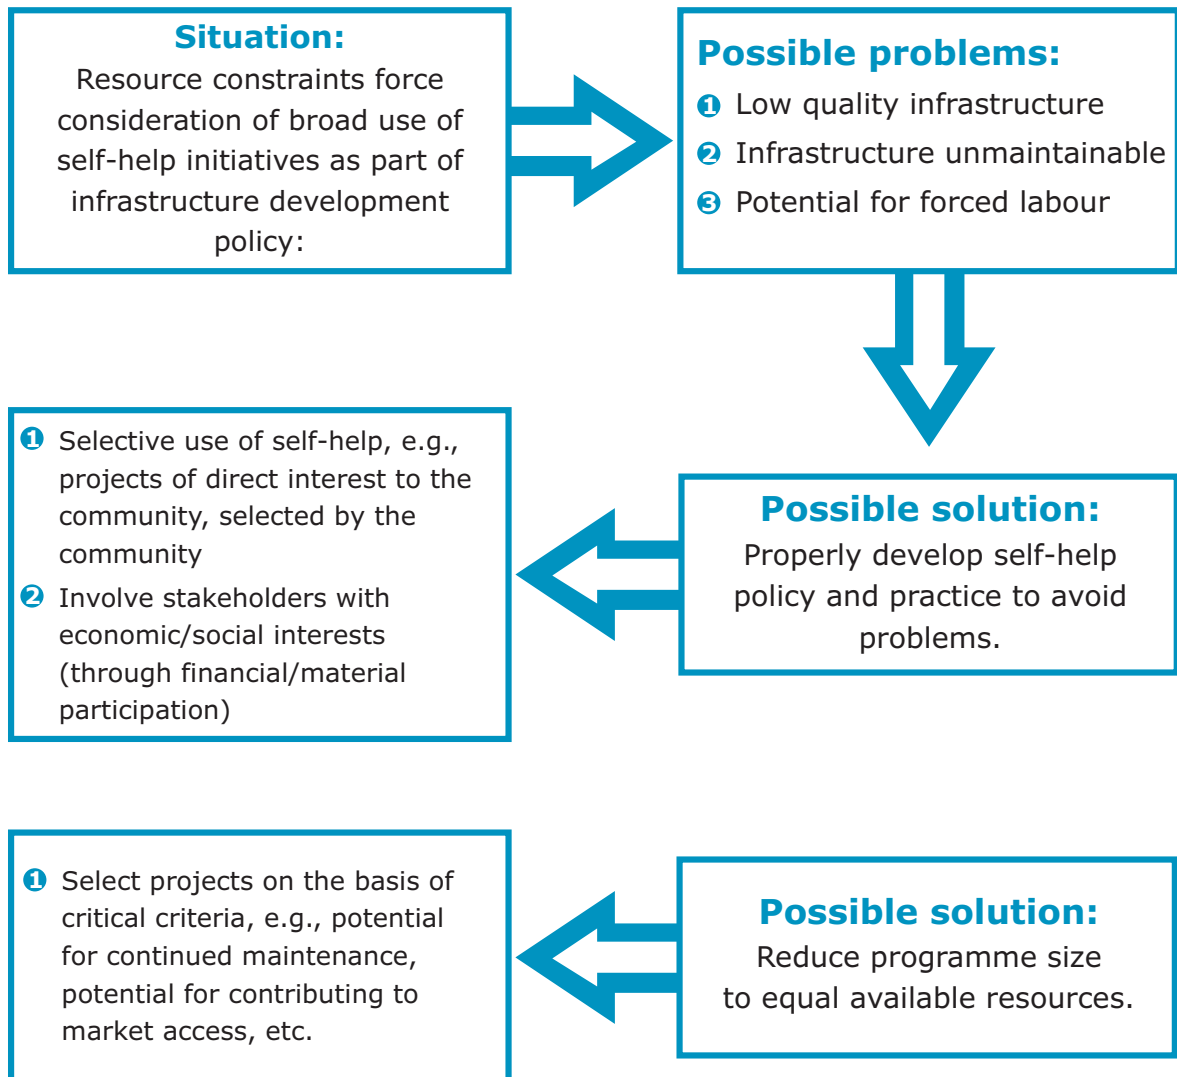 Situation:
Resource constraints force
consideration of broad use of
self-help initiatives as part of
infrastructure development
policy:
Possible problems:
❶ Low quality infrastructure
❷ Infrastructure unmaintainable
❸ Potential for forced labour
Possible solution:
Properly develop self-help
policy and practice to avoid
problems.
❶ Selective use of self-help, e.g.,
projects of direct interest to the
community, selected by the
community
❷ Involve stakeholders with
economic/social interests
(through financial/material
participation)
Possible solution:
Reduce programme size
to equal available resources.
❶ Select projects on the basis of
critical criteria, e.g., potential
for continued maintenance,
potential for contributing to
market access, etc.